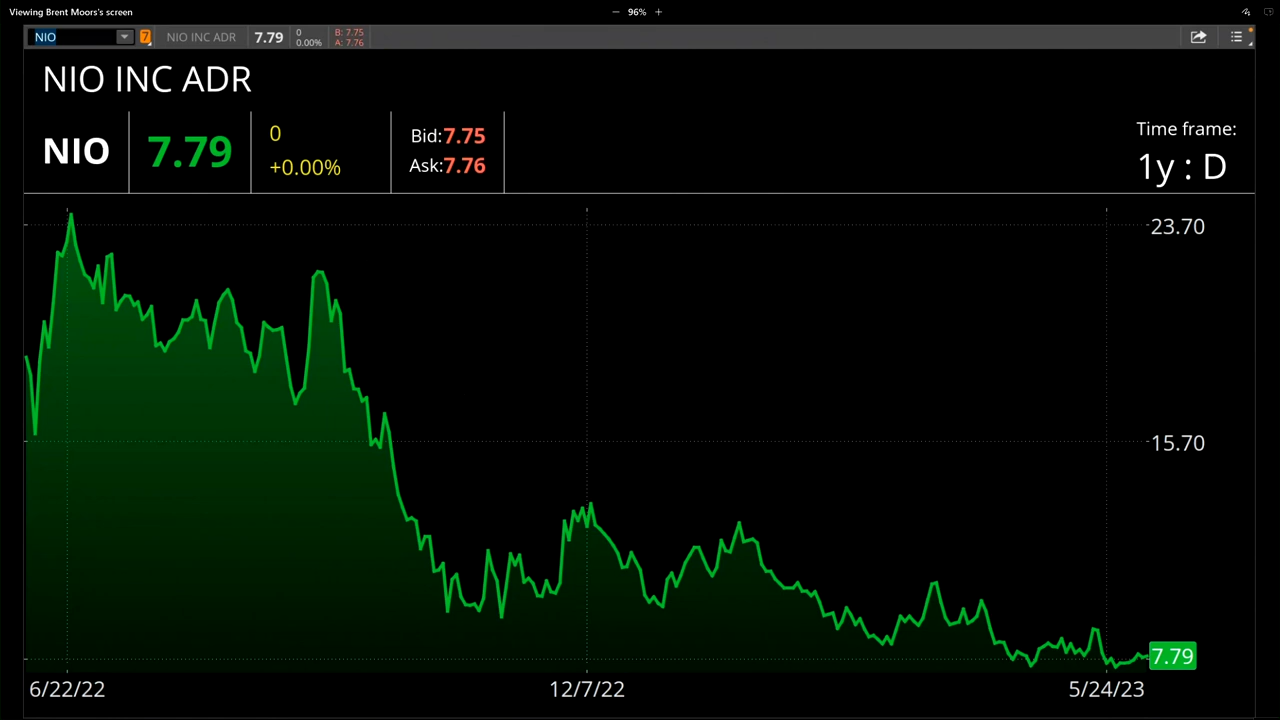 Viewing Brent Moors's screen
− 96% +
NIO 7 NIO INC ADR 7.79 0 0.00% B: 7.75 A: 7.76
NIO INC ADR
NIO 7.79
0
+0.00%
Bid: 7.75
Ask: 7.76
Time frame:
1y : D
23.70
15.70
7.79
6/22/22 12/7/22 5/24/23